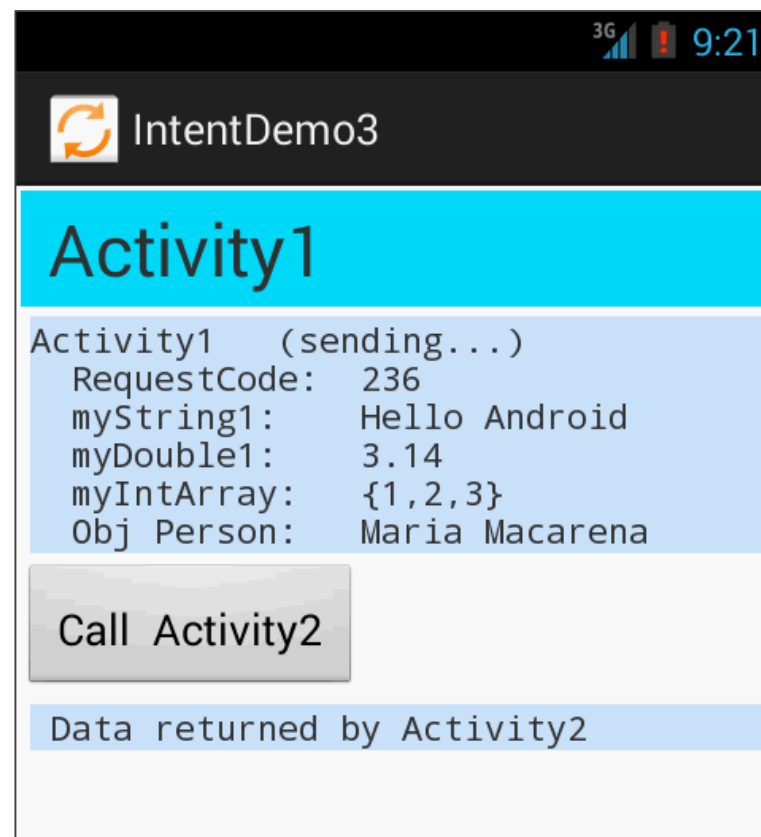 3G 9:21
IntentDemo3
Activity1
Activity1   (sending...)
  RequestCode:  236
  myString1:    Hello Android
  myDouble1:    3.14
  myIntArray:   {1,2,3}
  Obj Person:   Maria Macarena
Call Activity2
Data returned by Activity2